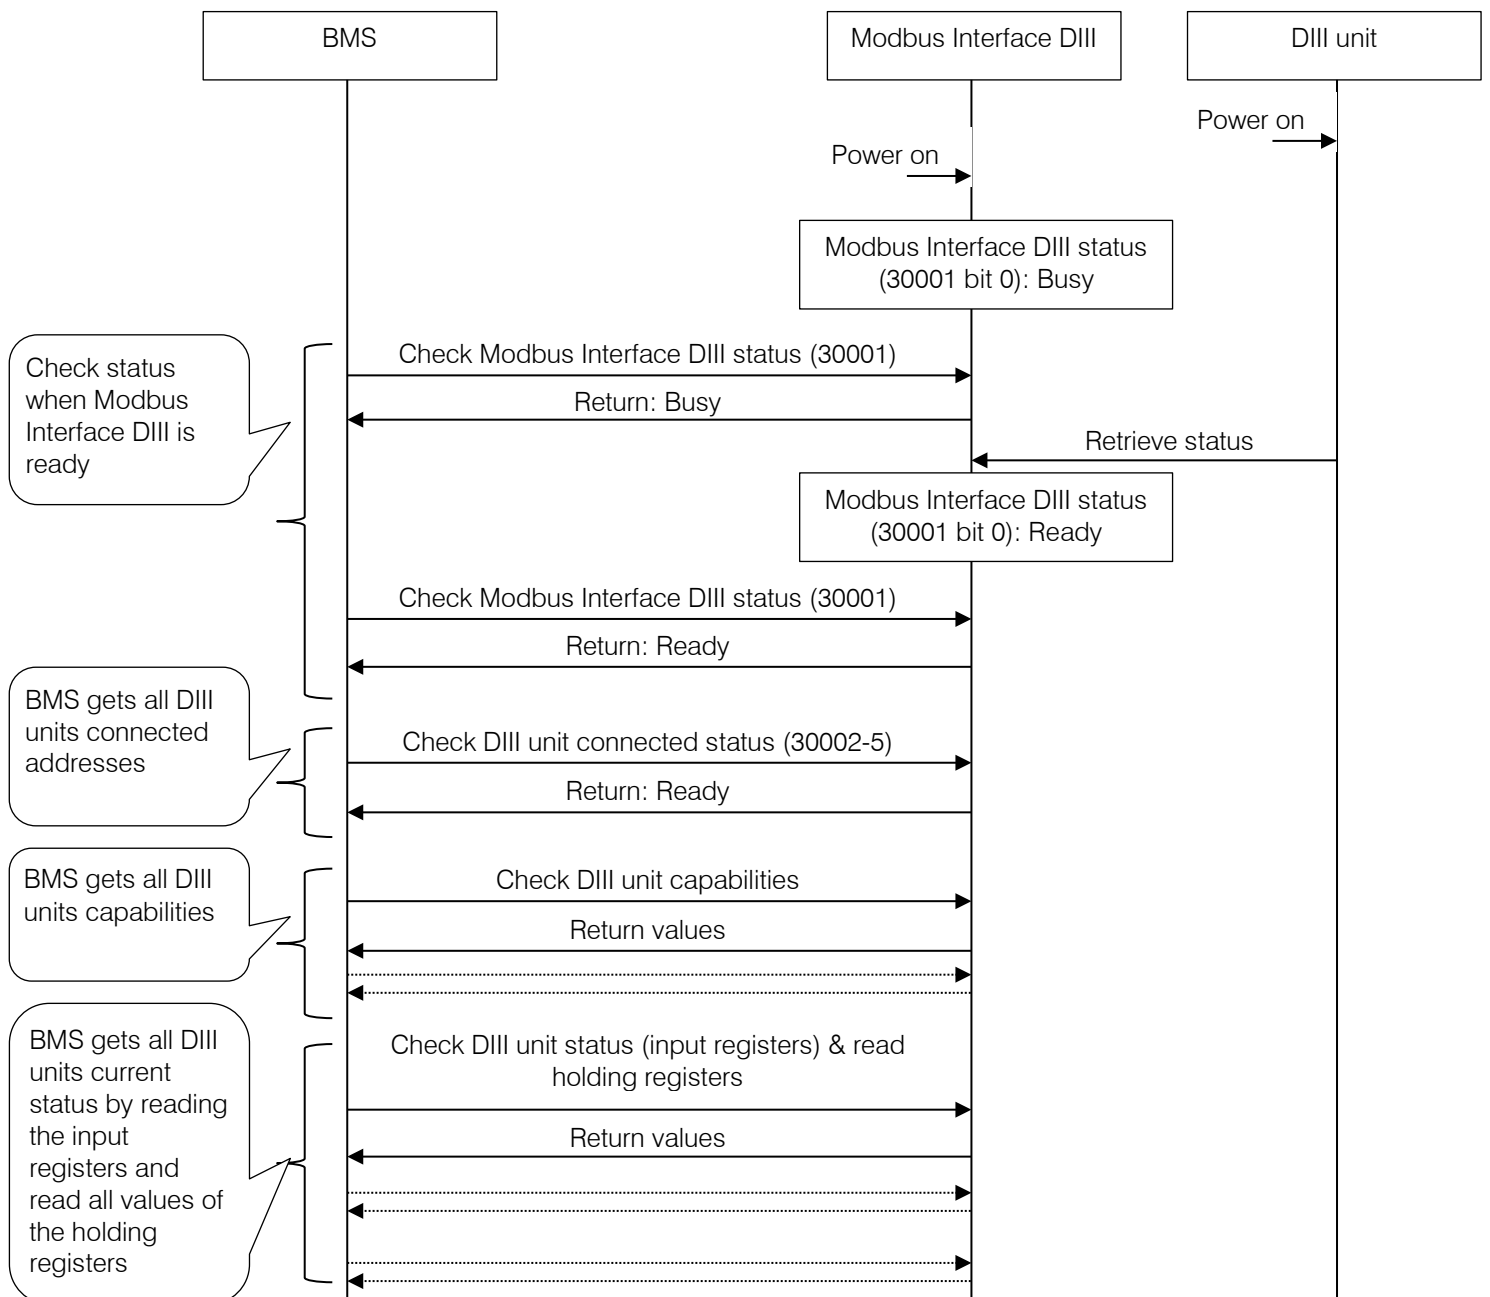 BMS
Modbus Interface DIII
DIII unit
Power on
Power on
Modbus Interface DIII status
(30001 bit 0): Busy
Check status
when Modbus
Interface DIII is
ready
Check Modbus Interface DIII status (30001)
Return: Busy
Retrieve status
Modbus Interface DIII status
(30001 bit 0): Ready
Check Modbus Interface DIII status (30001)
Return: Ready
BMS gets all DIII
units connected
addresses
Check DIII unit connected status (30002-5)
Return: Ready
BMS gets all DIII
units capabilities
Check DIII unit capabilities
Return values
BMS gets all DIII
units current
status by reading
the input
registers and
read all values of
the holding
registers
Check DIII unit status (input registers) & read
holding registers
Return values